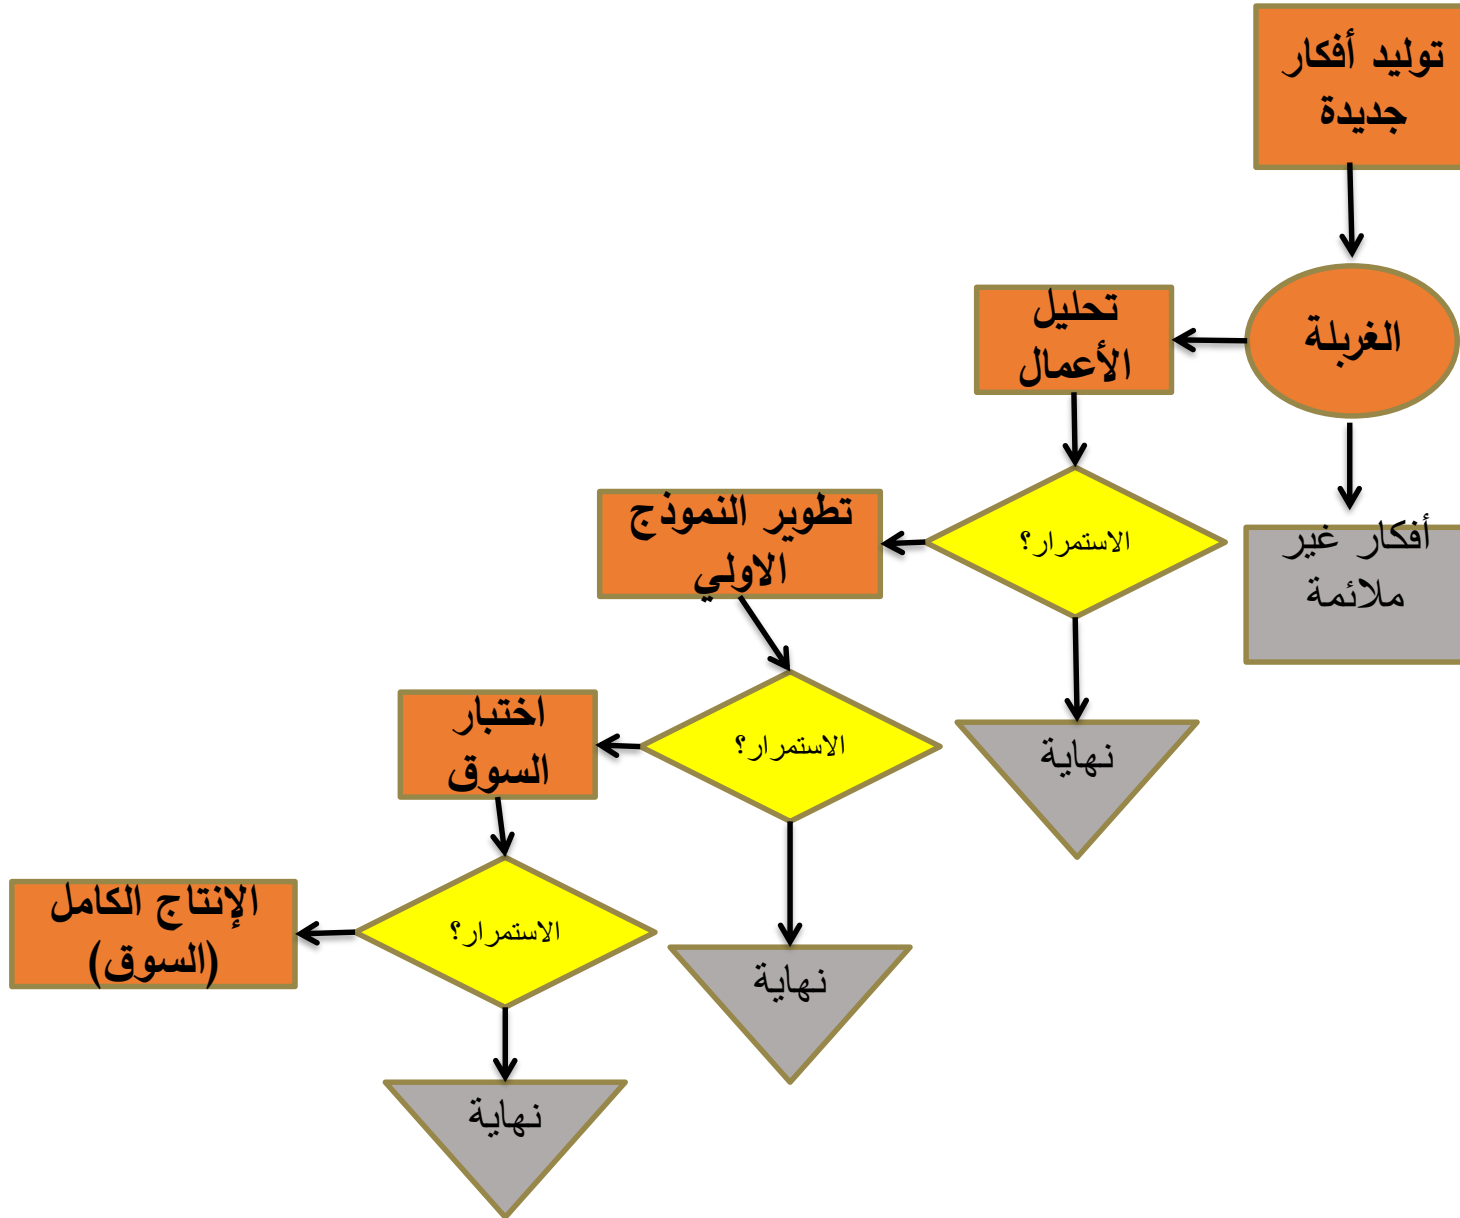 توليد أفكار
جديدة
الغربلة
تحليل
الأعمال
أفكار غير
ملائمة
الاستمرار؟
تطوير النموذج
الاولي
نهاية
الاستمرار؟
اختبار
السوق
نهاية
الاستمرار؟
الإنتاج الكامل
(السوق)
نهاية